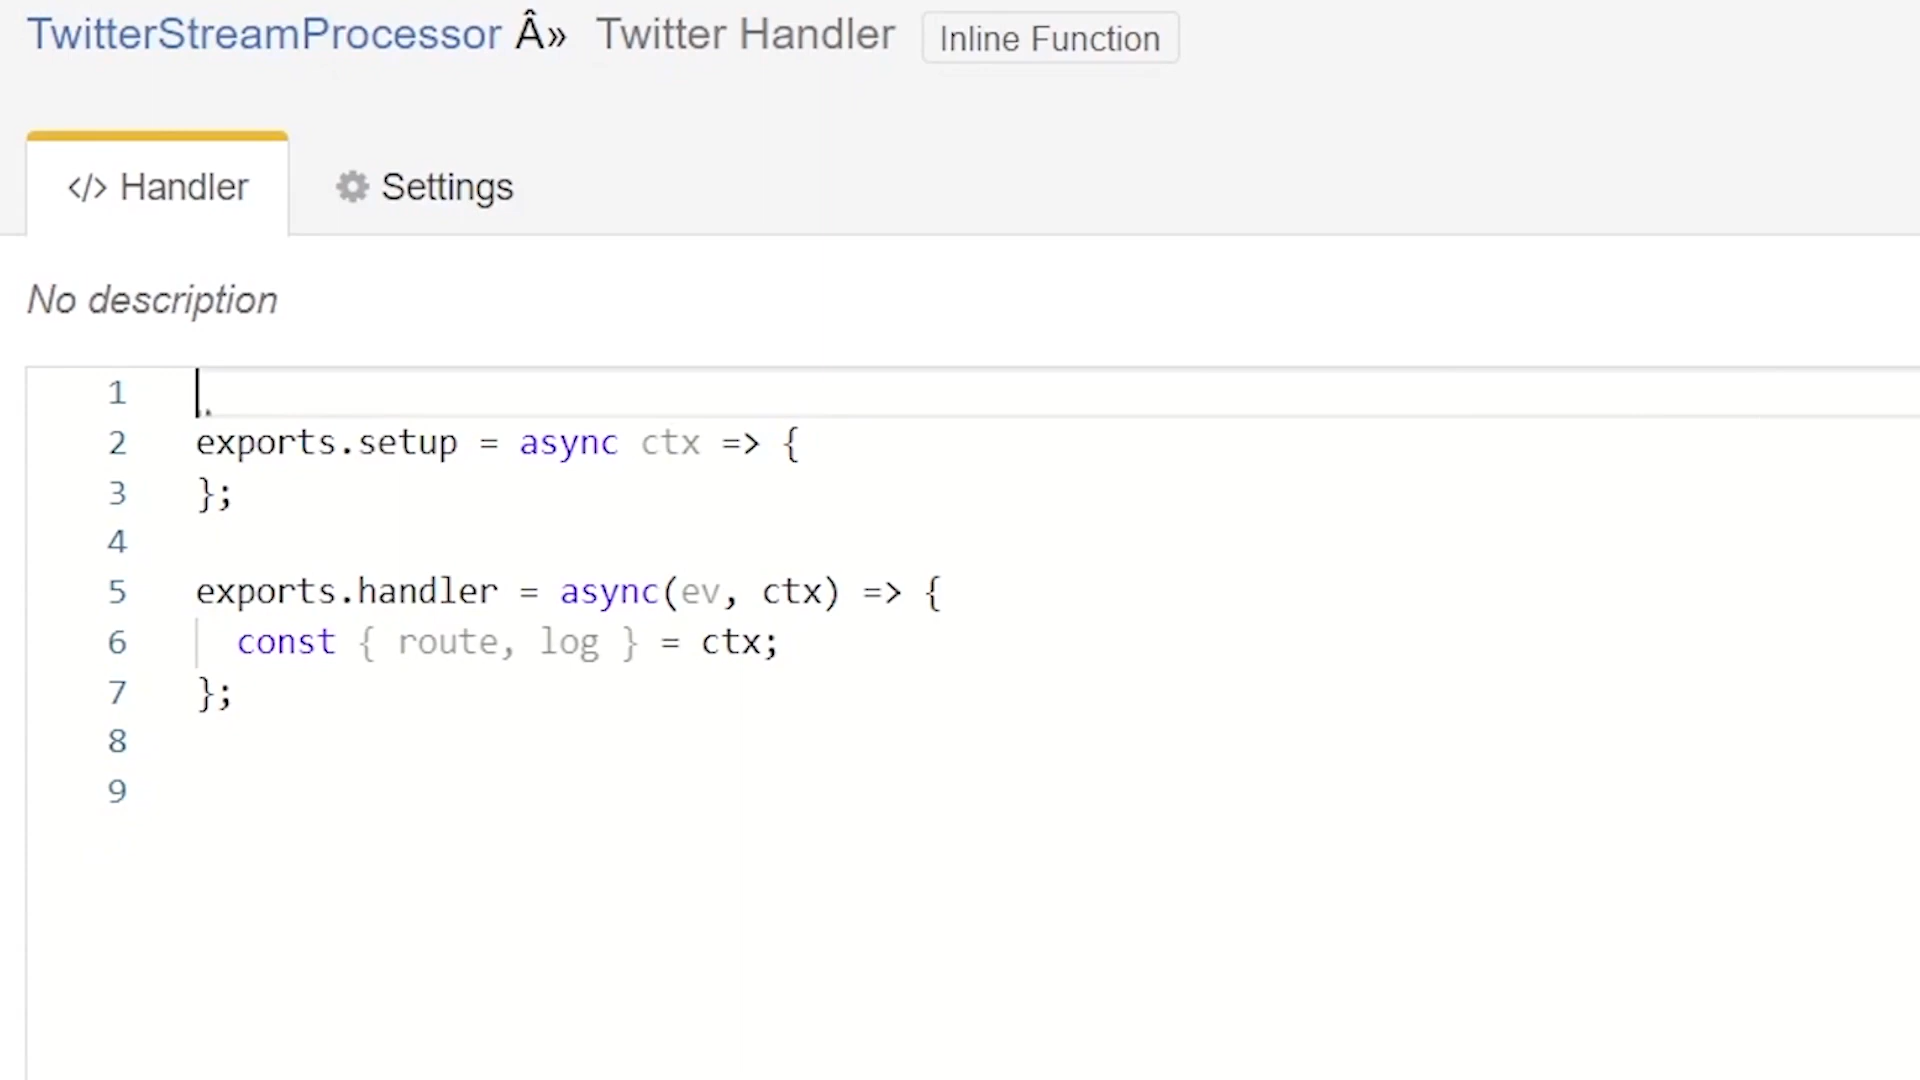 TwitterStreamProcessor Â» Twitter Handler Inline Function
</> Handler Settings
No description
1
2 exports.setup = async ctx => {
3 };
4
5 exports.handler = async(ev, ctx) => {
6 const { route, log } = ctx;
7 };
8
9